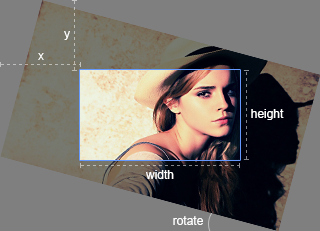 y
x
height
width
rotate